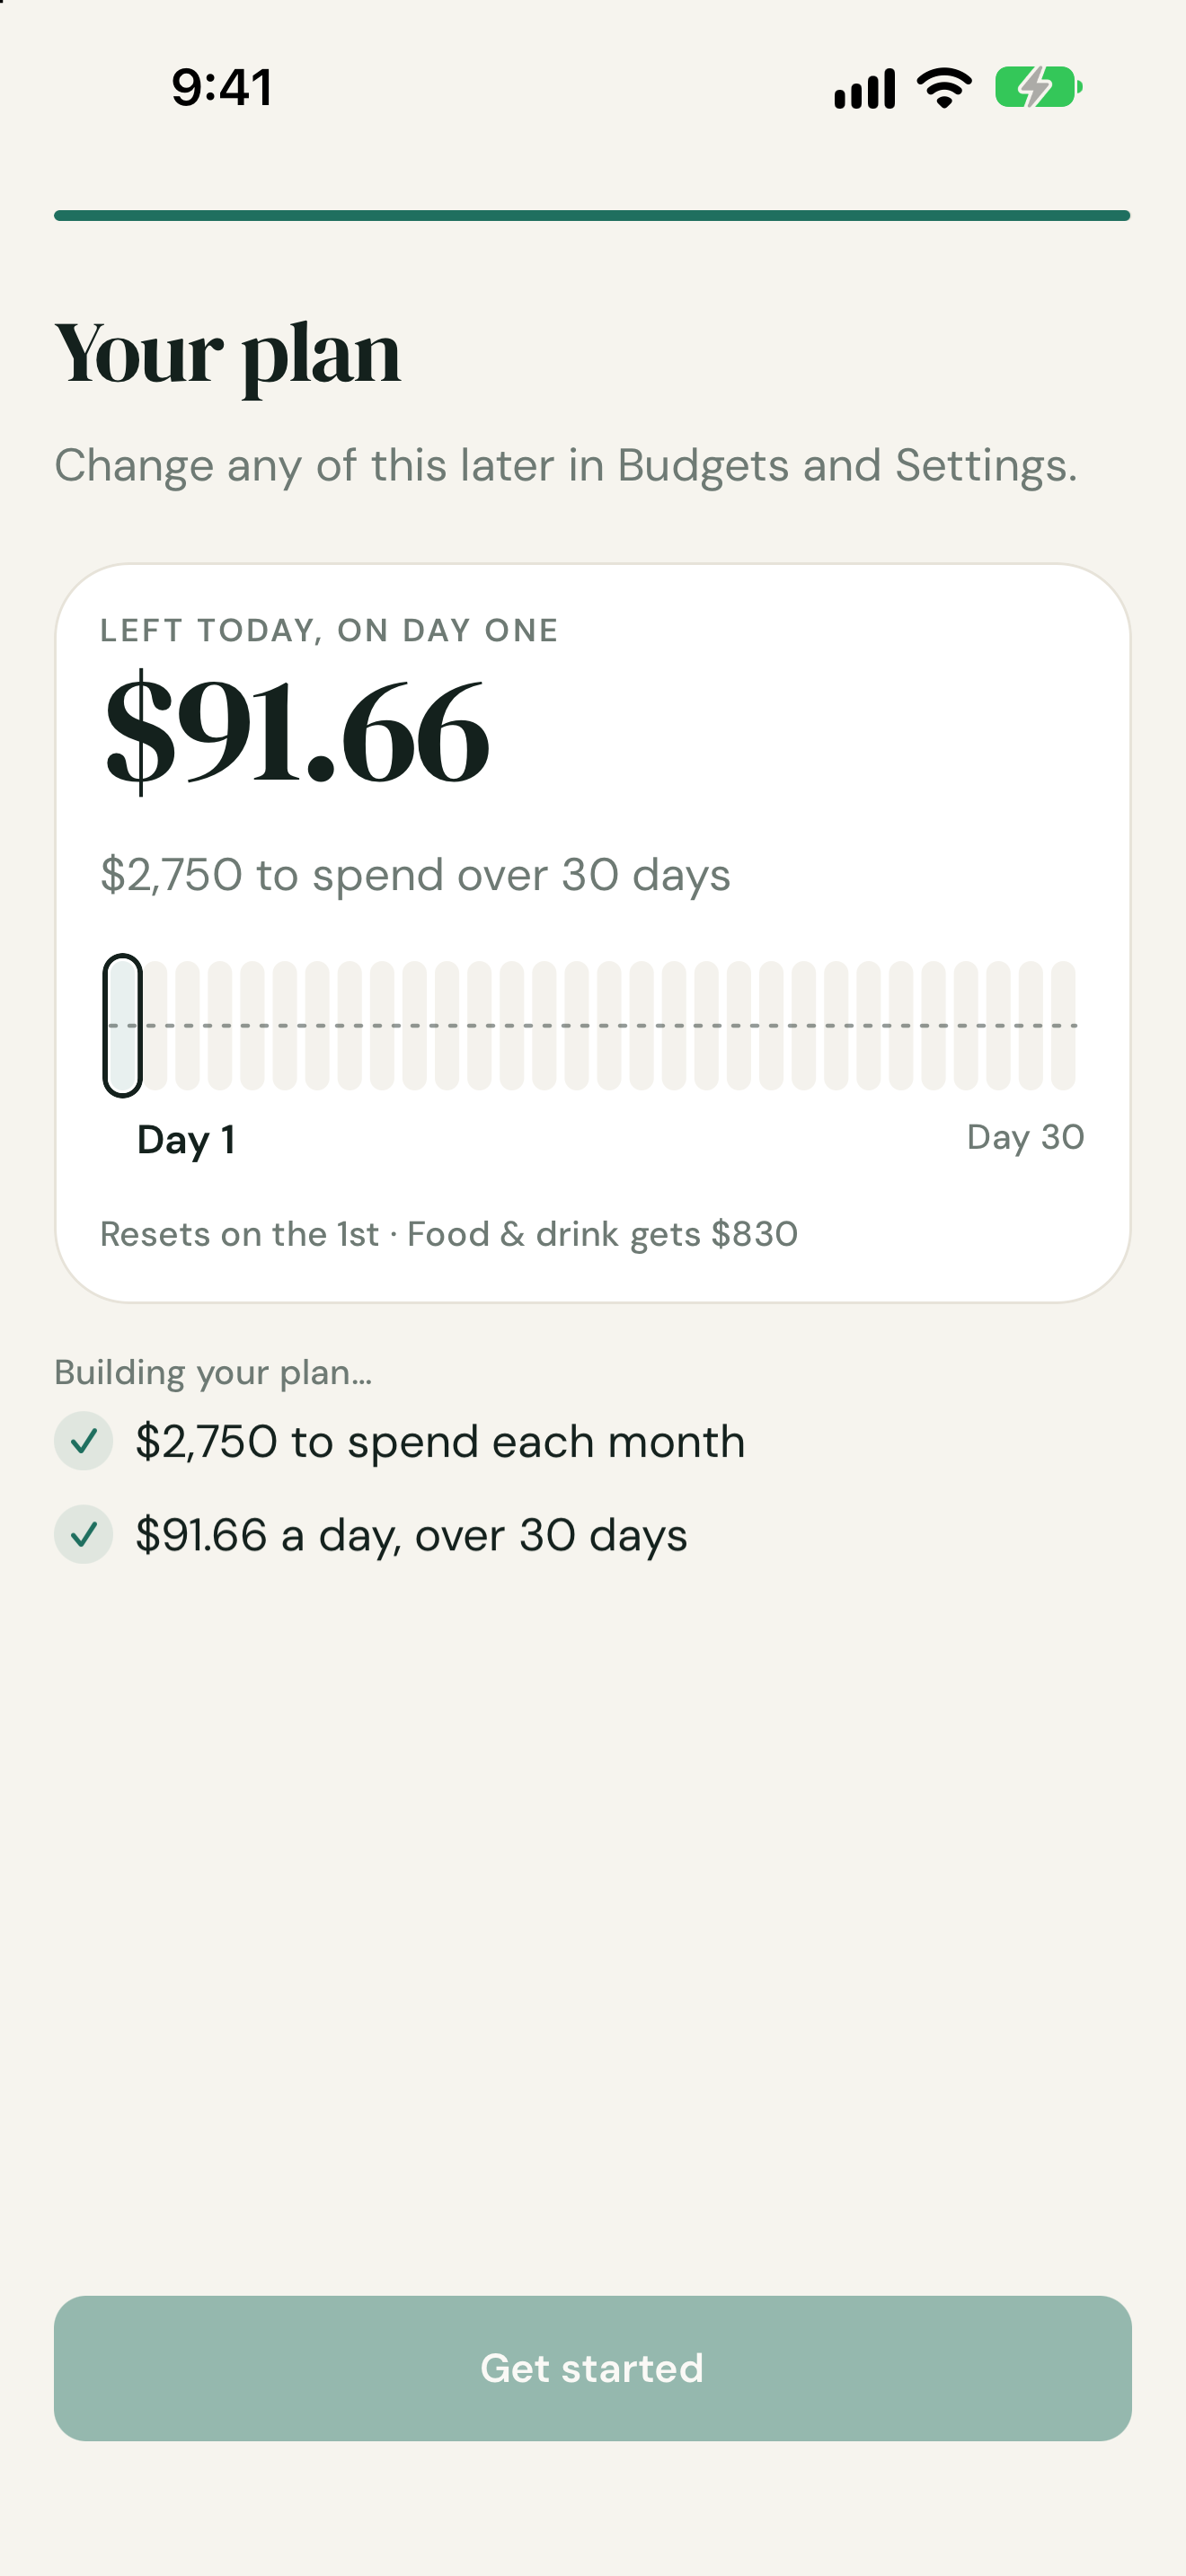 9:41
Your plan
Change any of this later in Budgets and Settings.
LEFT TODAY, ON DAY ONE
$91.66
$2,750 to spend over 30 days
Day 1
Day 30
Resets on the 1st · Food & drink gets $830
Building your plan…
$2,750 to spend each month
$91.66 a day, over 30 days
Get started